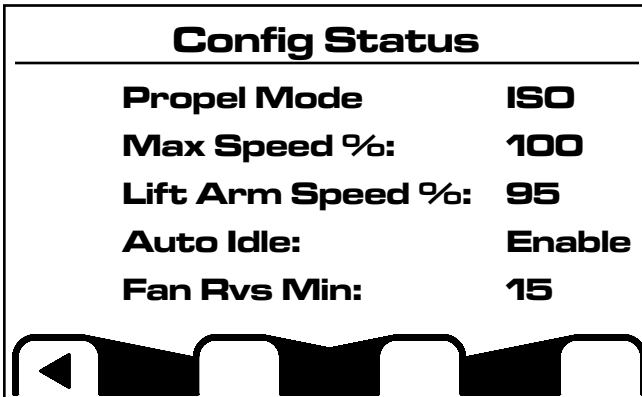 Config Status
Propel Mode ISO
Max Speed %: 100
Lift Arm Speed %: 95
Auto Idle: Enable
Fan Rvs Min: 15